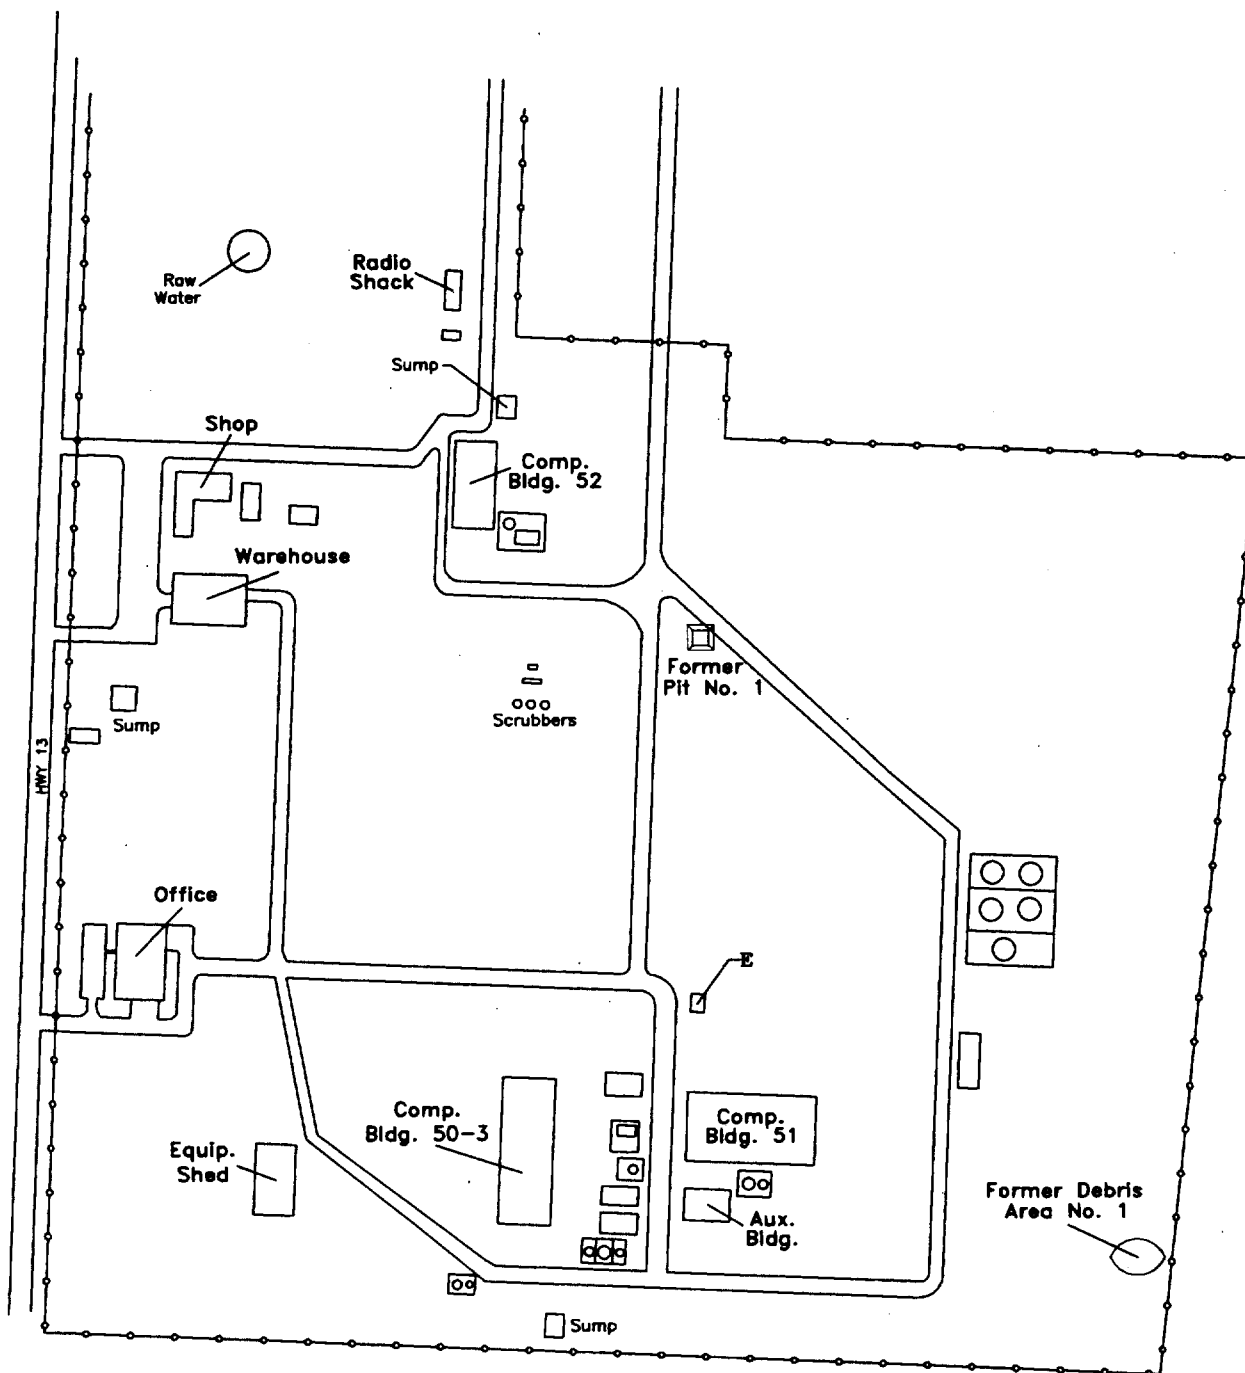 Radio
Shack
Raw
Water
Sump
Shop
Comp.
Bldg. 52
Warehouse
Former
Pit No. 1
Scrubbers
Sump
HWY 13
Office
E
Comp.
Bldg. 50-3
Comp.
Bldg. 51
Equip.
Shed
Former Debris
Area No. 1
Aux.
Bldg.
Sump